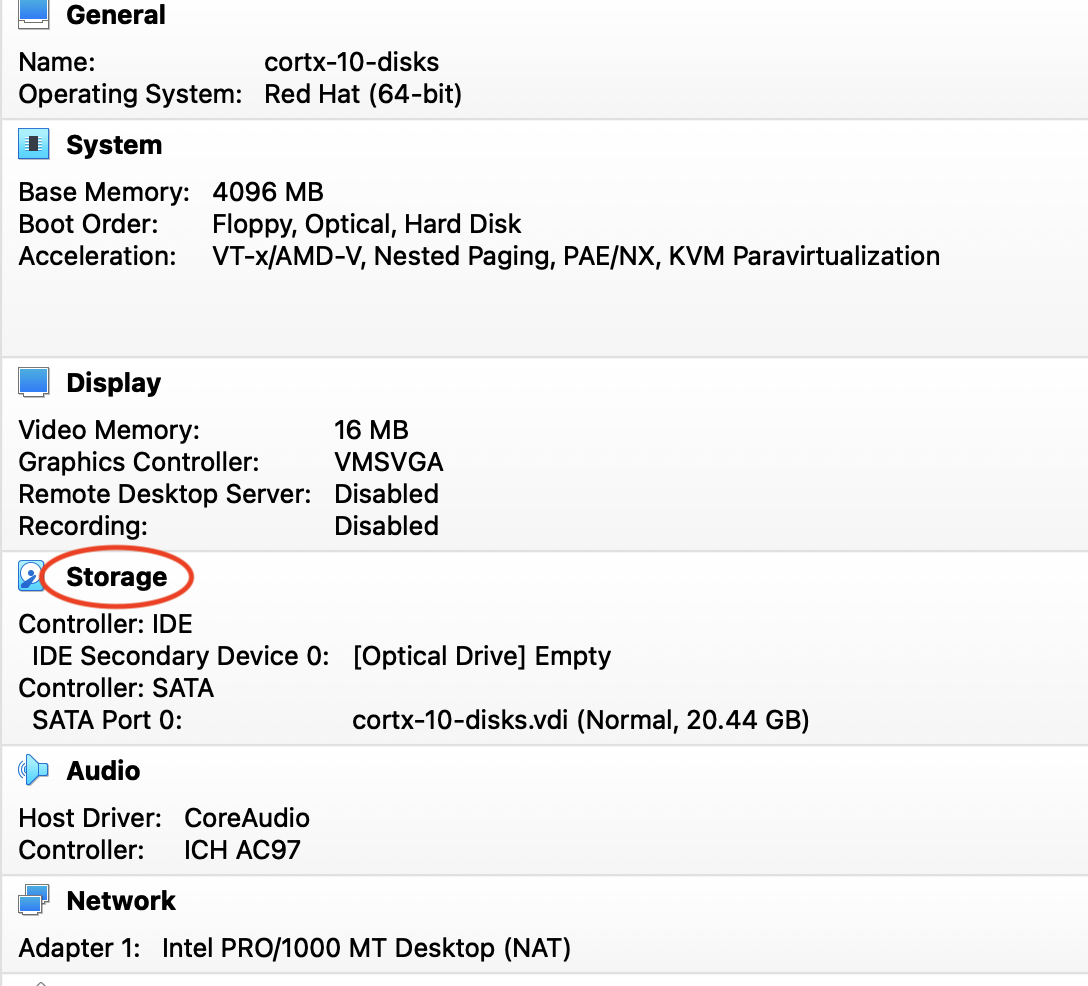 General
Name: cortx-10-disks
Operating System: Red Hat (64-bit)
System
Base Memory: 4096 MB
Boot Order: Floppy, Optical, Hard Disk
Acceleration: VT-x/AMD-V, Nested Paging, PAE/NX, KVM Paravirtualization
Display
Video Memory: 16 MB
Graphics Controller: VMSVGA
Remote Desktop Server: Disabled
Recording: Disabled
Storage
Controller: IDE
IDE Secondary Device 0: [Optical Drive] Empty
Controller: SATA
SATA Port 0: cortx-10-disks.vdi (Normal, 20.44 GB)
Audio
Host Driver: CoreAudio
Controller: ICH AC97
Network
Adapter 1: Intel PRO/1000 MT Desktop (NAT)